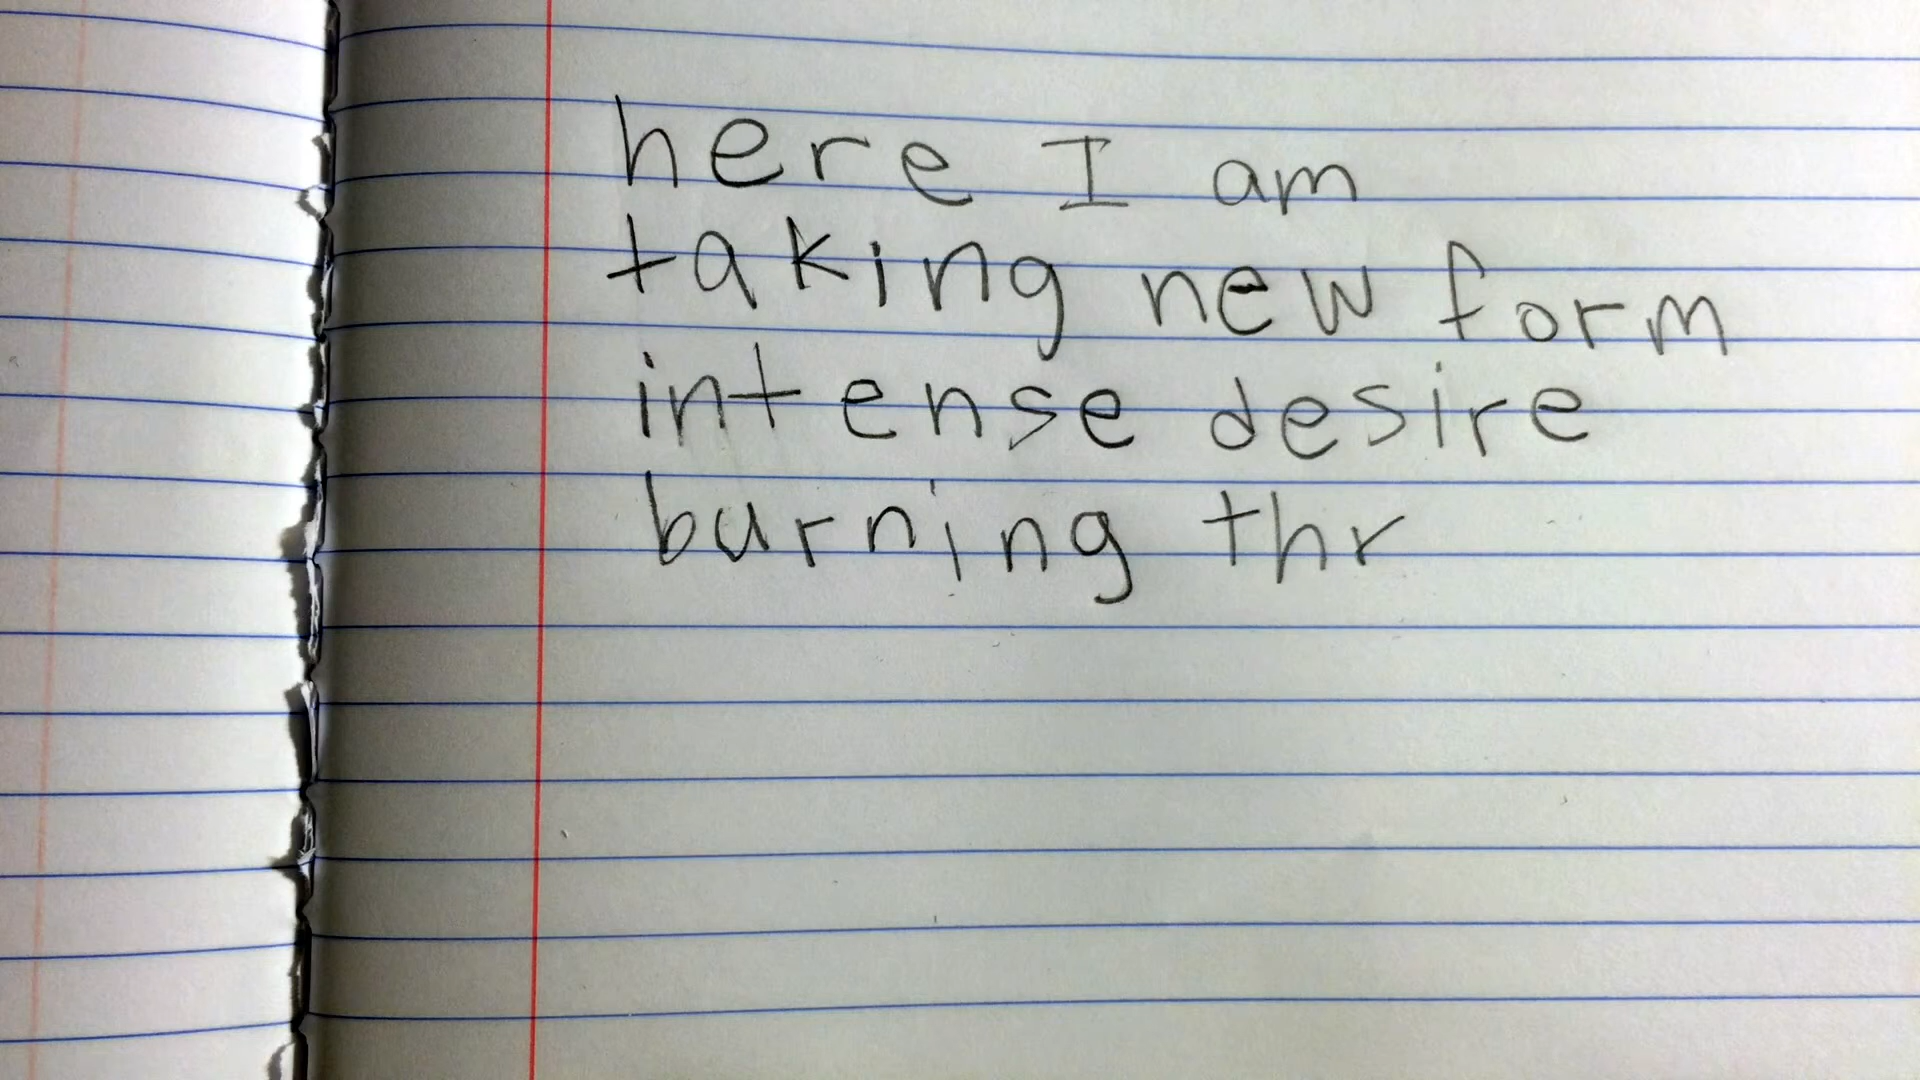 here I am
taking new form
intense desire
burning thr